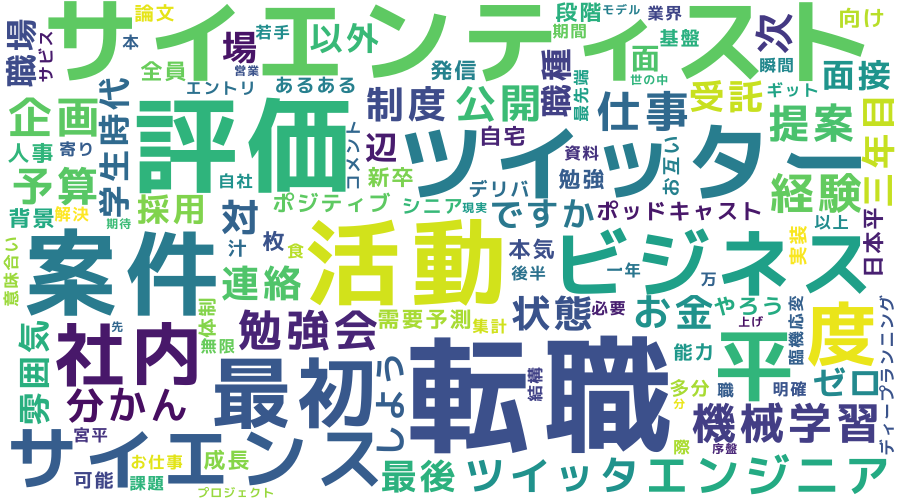 論文
若手
以外
段階
モデル
業界
向け
職場
サビス
本
サイエンティスト
場
期間
基盤
面
次
全員
営業
世の中
瞬間
エントリ
あるある
発信
職種
最先端
ギット
面接
企画
学生時代
評価
制度
公開
仕事
受託
提案
三年目
人事
寄り
コメント
辺
自宅
資料
お互い
ツイッター
予算
自社
新卒
デリバ
勉強
経験
背景
解決
採用
ポジティブ
シニア
現実
ですか
ポッドキャスト
以上
期待
対
汁
枚
食
活動
本気
後半
ビジネス
一年
万
実装
日本平
意味合い
案件
連絡
状態
必要
お金
やろう
上げ
臨機応変
雰囲気
社内
先
体制
無限
勉強会
需要予測
集計
平
度
能力
分かん
最初
しよう
転職
結構
多分
職
明確
ゼロ
ディープランニング
分
機械学習
サイエンス
宮平
お仕事
成長
際
序盤
可能
課題
プロジェクト
最後
ツイッタ
エンジニア